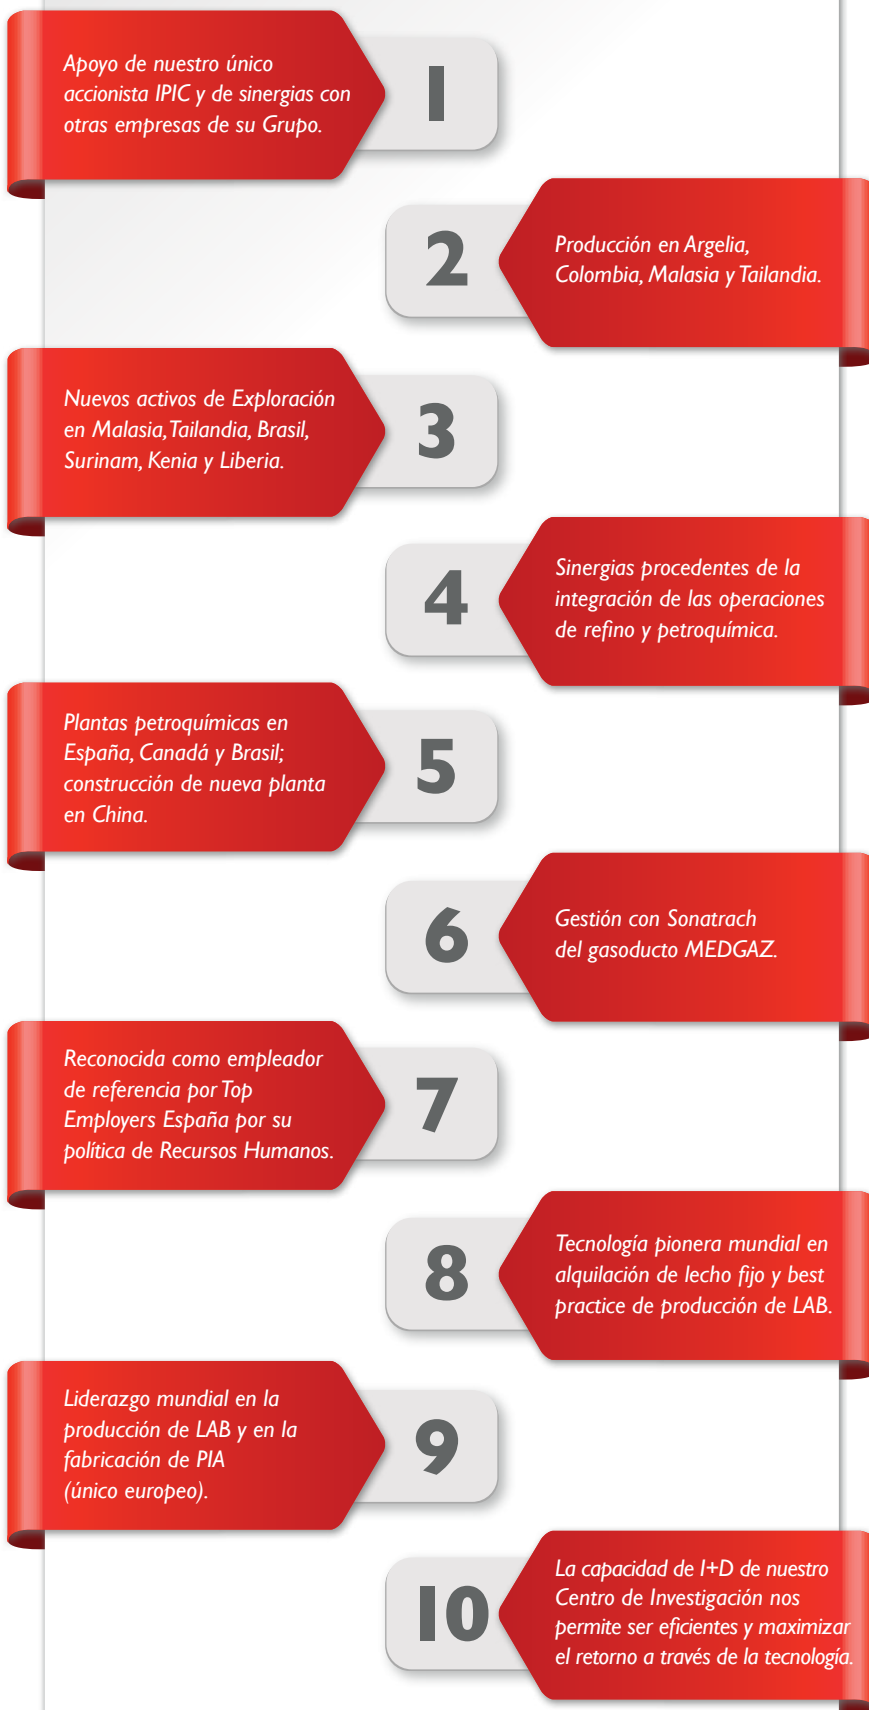 Apoyo de nuestro único
accionista IPIC y de sinergias con
otras empresas de su Grupo.
1
2
Producción en Argelia,
Colombia, Malasia y Tailandia.
Nuevos activos de Exploración
en Malasia, Tailandia, Brasil,
Surinam, Kenia y Liberia.
3
4
Sinergias procedentes de la
integración de las operaciones
de refino y petroquímica.
Plantas petroquímicas en
España, Canadá y Brasil;
construcción de nueva planta
en China.
5
6
Gestión con Sonatrach
del gasoducto MEDGAZ.
Reconocida como empleador
de referencia por Top
Employers España por su
política de Recursos Humanos.
7
8
Tecnología pionera mundial en
alquilación de lecho fijo y best
practice de producción de LAB.
Liderazgo mundial en la
producción de LAB y en la
fabricación de PIA
(único europeo).
9
10
La capacidad de I+D de nuestro
Centro de Investigación nos
permite ser eficientes y maximizar
el retorno a través de la tecnología.